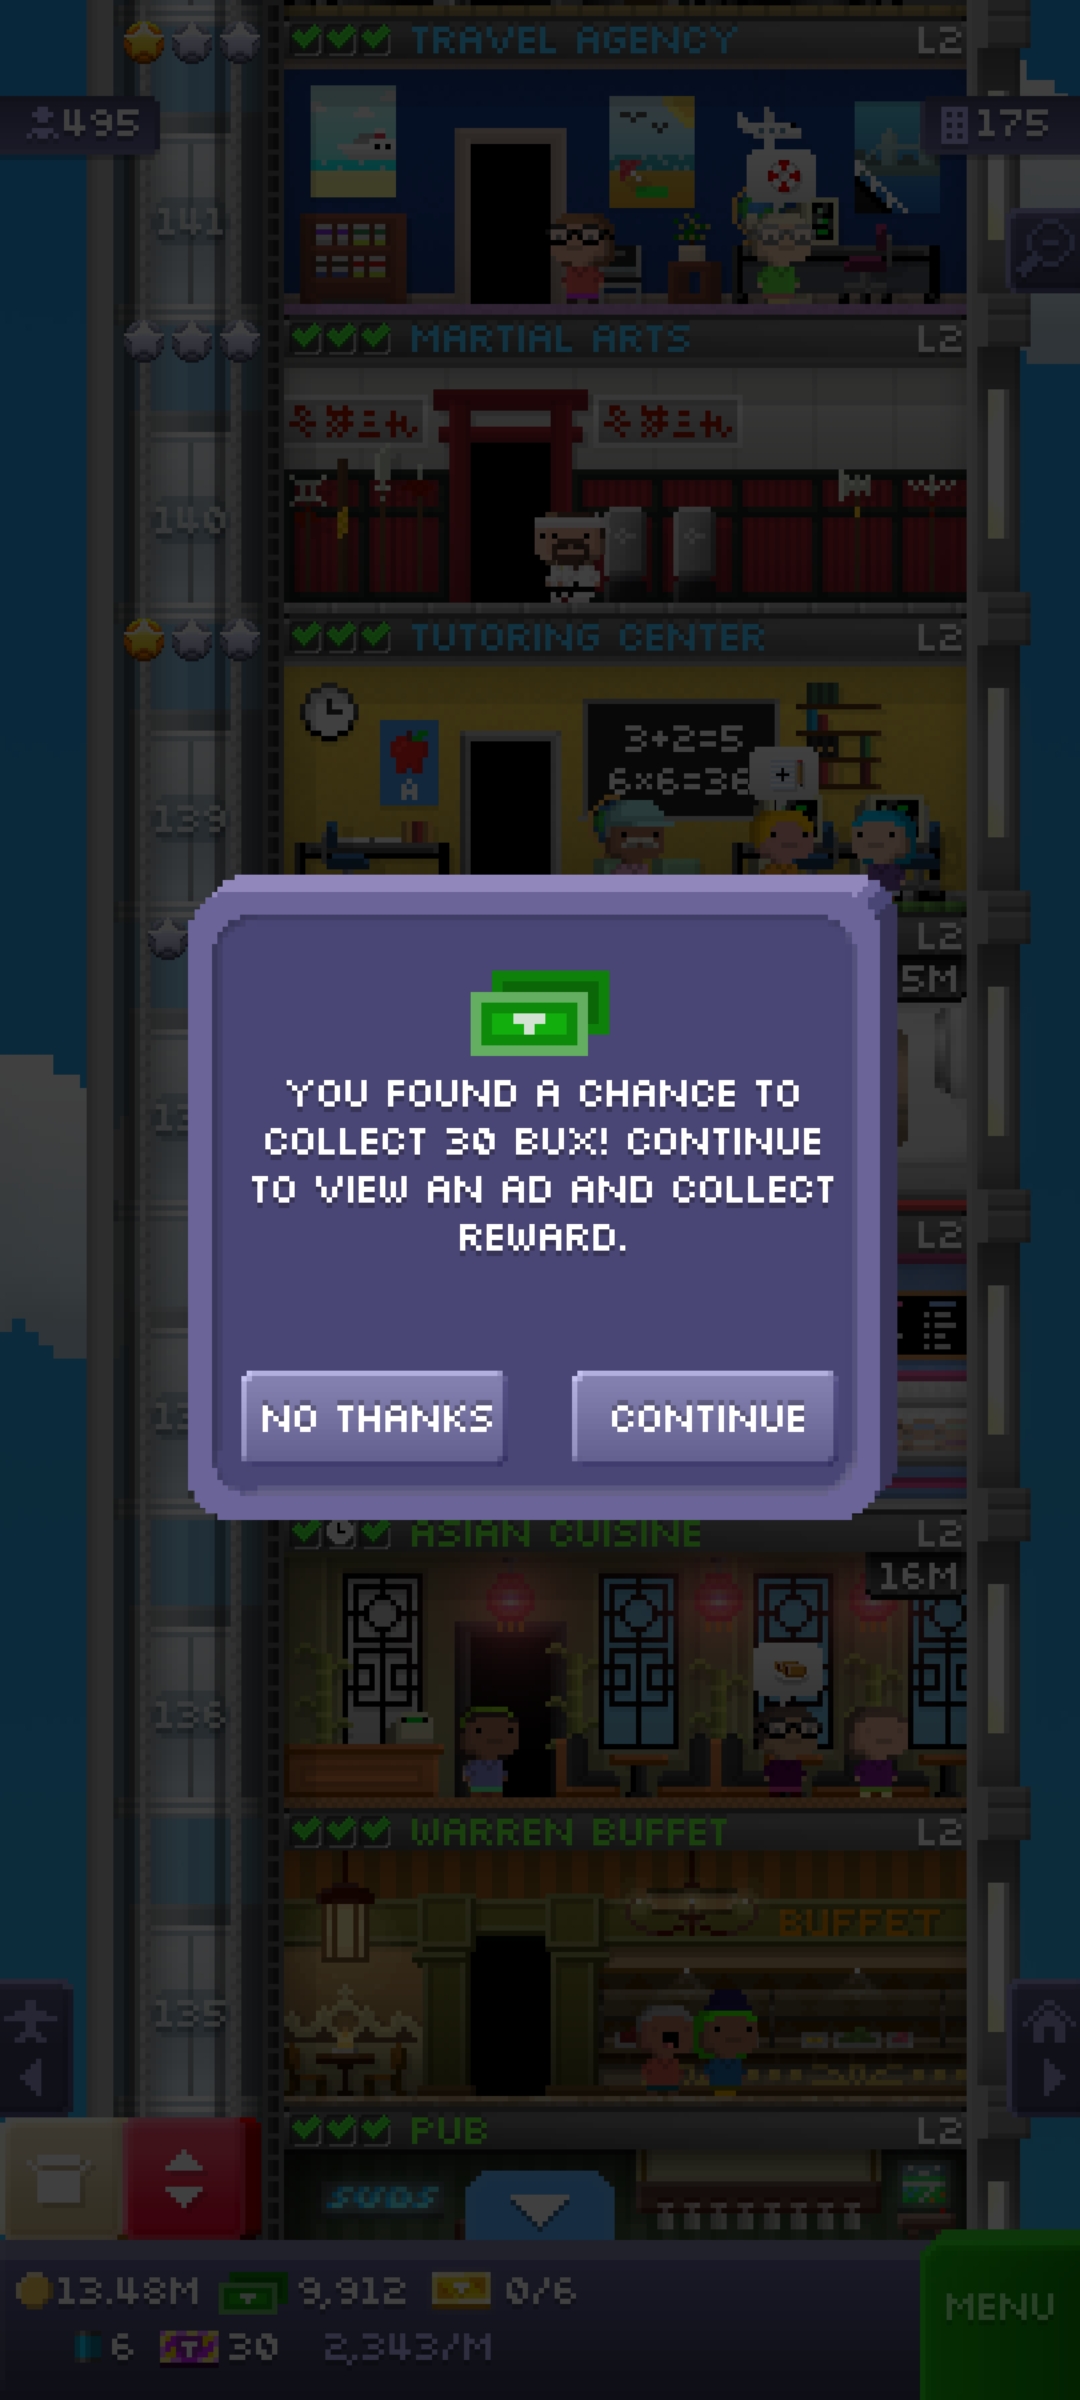 TRAVEL AGENCY L2
495
175
141
MARTIAL ARTS L2
140
TUTORING CENTER L2
3+2=5
6×6=36
A
139
L2
5M
YOU FOUND A CHANCE TO
COLLECT 30 BUX! CONTINUE
TO VIEW AN AD AND COLLECT
REWARD.
L2
NO THANKS CONTINUE
ASIAN CUISINE L2
16M
136
WARREN BUFFET L2
BUFFET
135
PUB L2
SUDS
13.48M 9,912 0/6
MENU
6 30 2,343/M